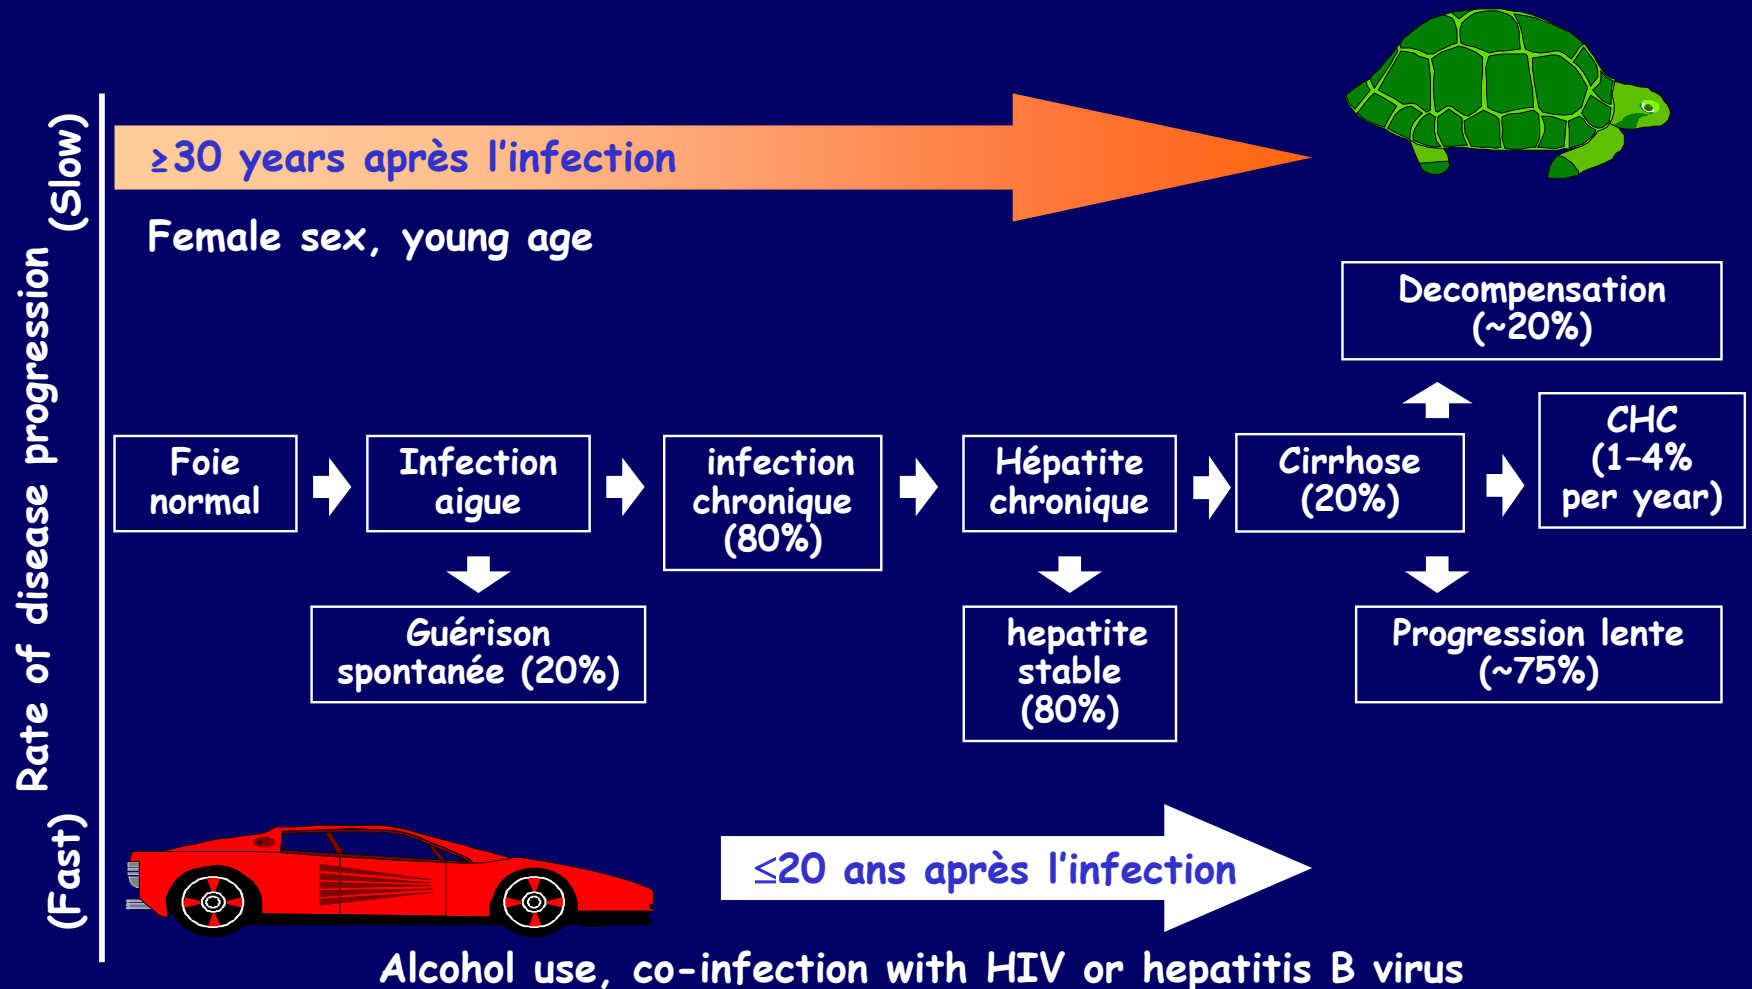 (Slow)
Rate of disease progression
(Fast)
≥30 years après l'infection
Female sex, young age
Decompensation
(~20%)
Foie
normal
Infection
aigue
infection
chronique
(80%)
Hépatite
chronique
Cirrhose
(20%)
CHC
(1-4%
per year)
Guérison
spontanée (20%)
hepatite
stable
(80%)
Progression lente
(~75%)
≤20 ans après l'infection
Alcohol use, co-infection with HIV or hepatitis B virus